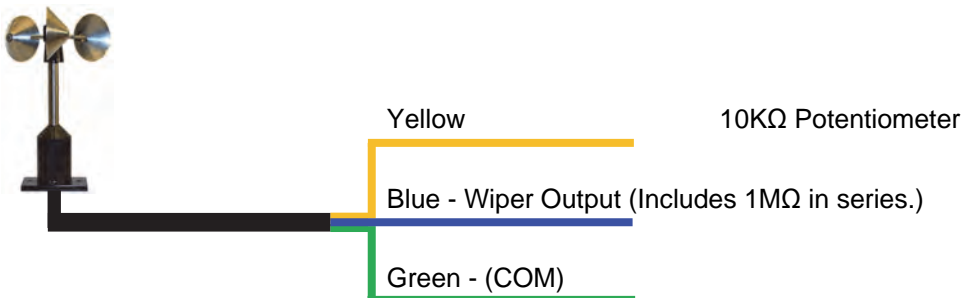 Yellow 10KΩ Potentiometer
Blue - Wiper Output (Includes 1MΩ in series.)
Green - (COM)